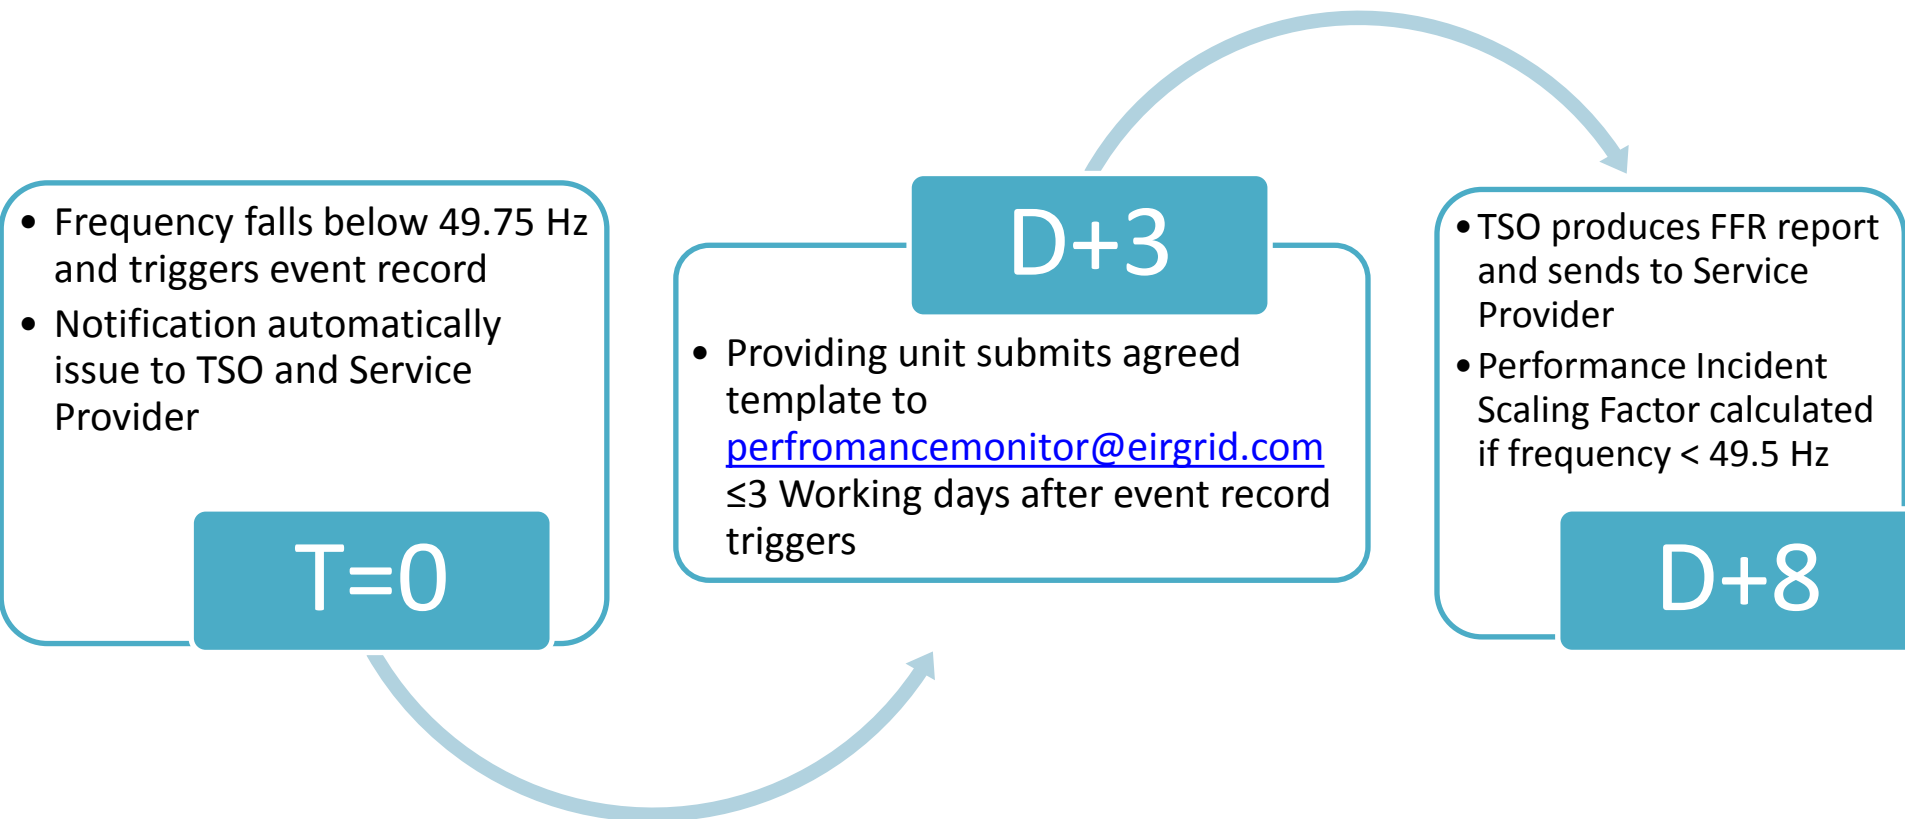 • Frequency falls below 49.75 Hz
and triggers event record
• Notification automatically
issue to TSO and Service
Provider
T=0
D+3
• Providing unit submits agreed
template to
perfromancemonitor@eirgrid.com
≤3 Working days after event record
triggers
•TSO produces FFR report
and sends to Service
Provider
•Performance Incident
Scaling Factor calculated
if frequency < 49.5 Hz
D+8